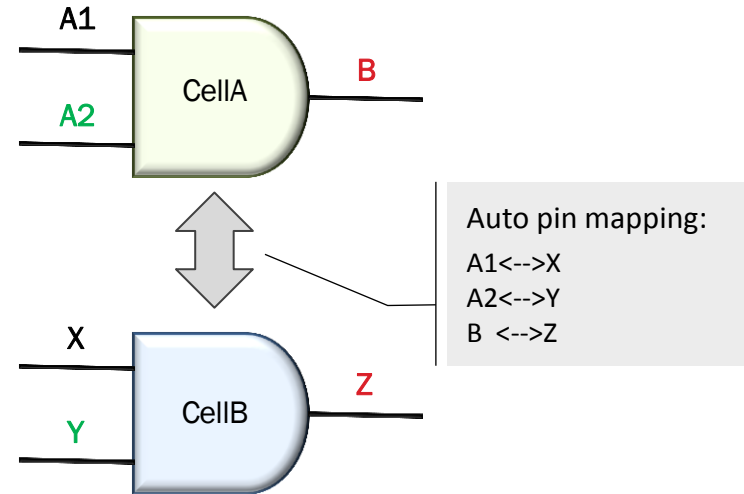 A1
CellA
B
A2
Auto pin mapping:
A1<-->X
A2<-->Y
B <-->Z
X
Z
CellB
Y